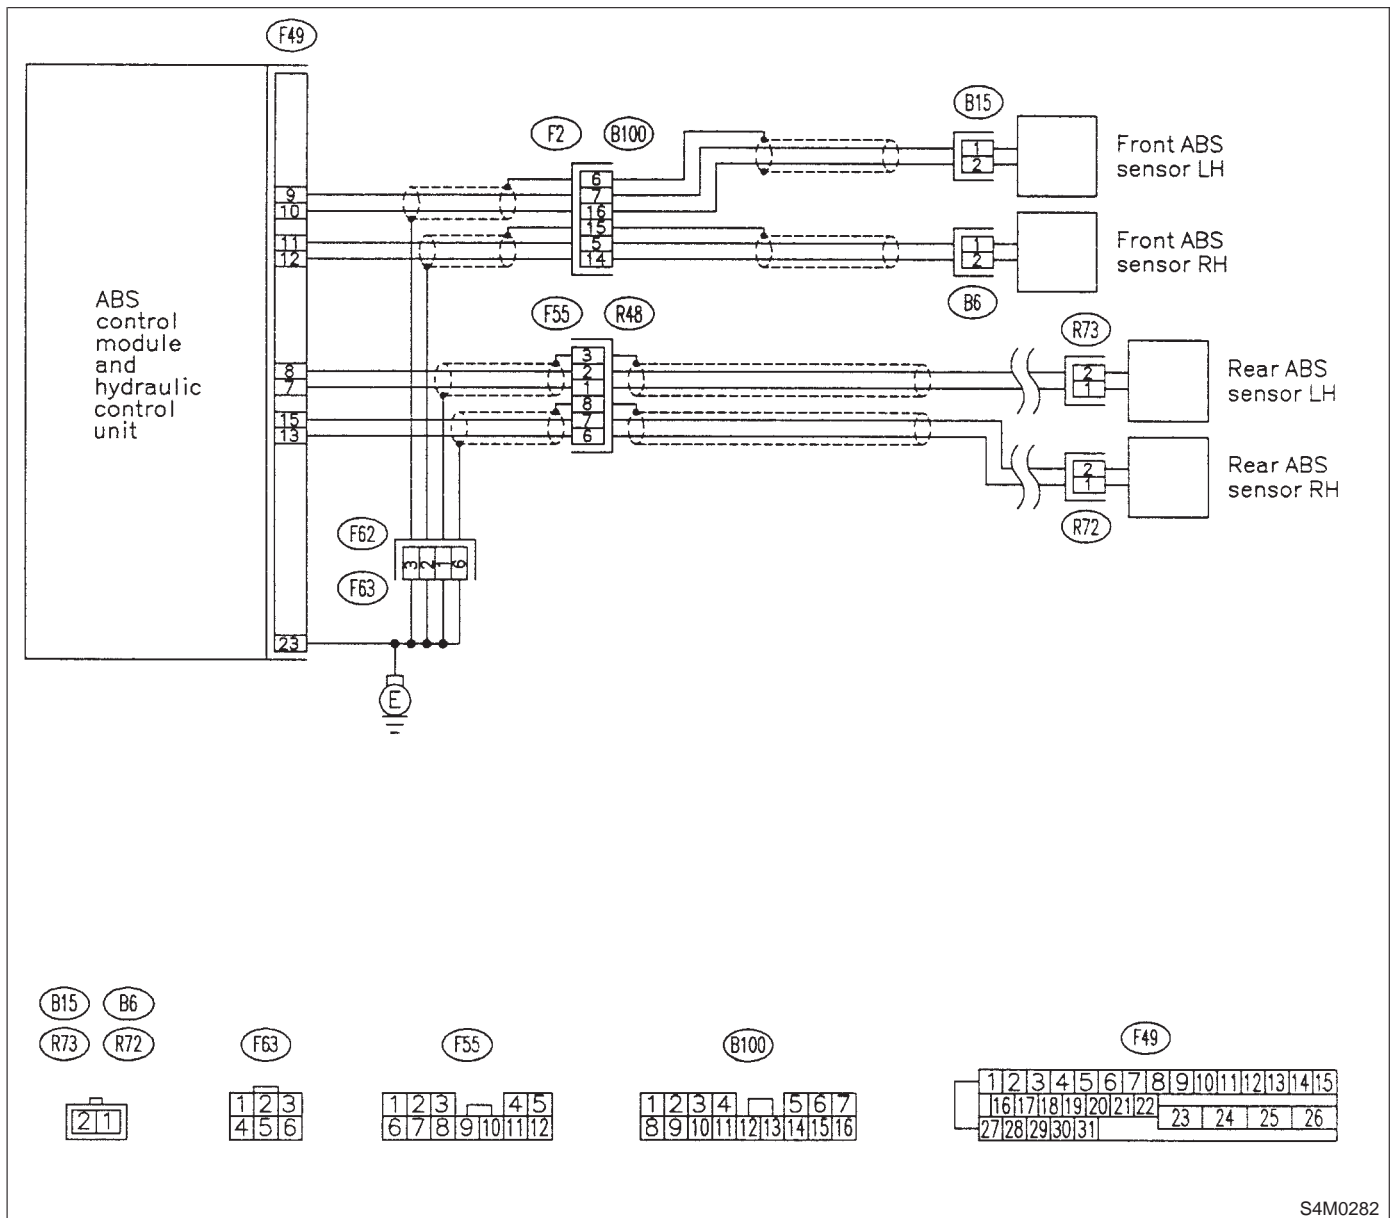 F49
B15
F2 B100
1
2
Front ABS
sensor LH
6
7
16
15
5
14
9
10
11
12
1
2
Front ABS
sensor RH
B6
F55 R48
R73
ABS
control
module
and
hydraulic
control
unit
8
7
15
13
3
2
1
8
7
6
2
1
Rear ABS
sensor LH
2
1
Rear ABS
sensor RH
R72
F62
3 2 1 6
F63
23
E
B15 B6
R73 R72
2 1
F63
1 2 3
4 5 6
F55
1 2 3 4 5
6 7 8 9 10 11 12
B100
1 2 3 4 5 6 7
8 9 10 11 12 13 14 15 16
F49
1 2 3 4 5 6 7 8 9 10 11 12 13 14 15
16 17 18 19 20 21 22
23 24 25 26
27 28 29 30 31
S4M0282